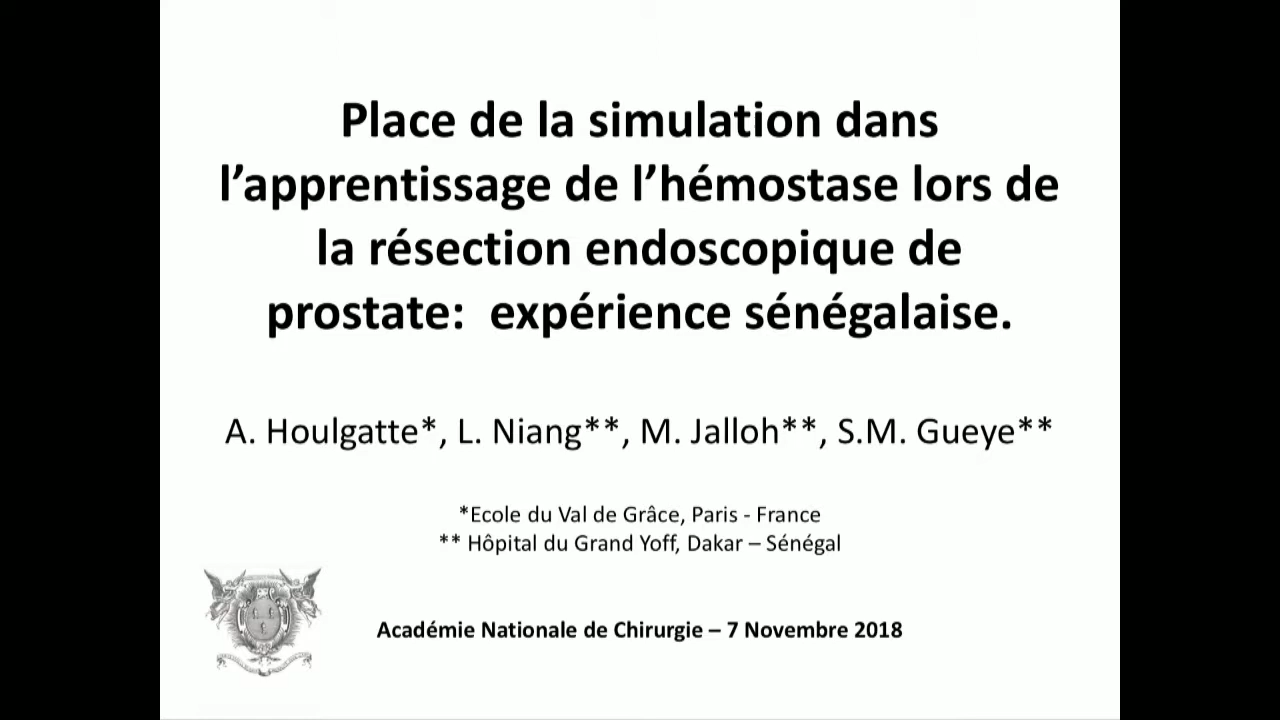 Place de la simulation dans
l’apprentissage de l’hémostase lors de
la résection endoscopique de
prostate:  expérience sénégalaise.
A. Houlgatte*, L. Niang**, M. Jalloh**, S.M. Gueye**
*Ecole du Val de Grâce, Paris - France
** Hôpital du Grand Yoff, Dakar – Sénégal
Académie Nationale de Chirurgie – 7 Novembre 2018